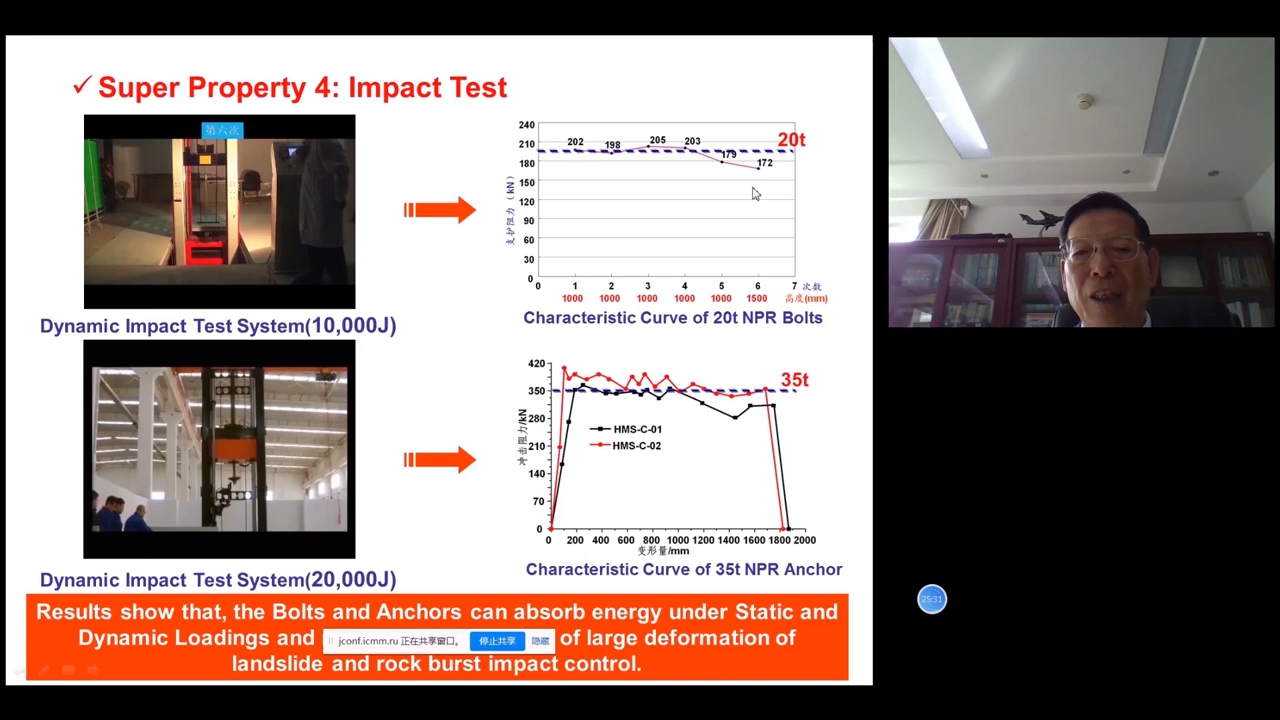 ✓ Super Property 4: Impact Test
第六次
Dynamic Impact Test System(10,000J)
支护阻力 (kN)
240
210
180
150
120
90
60
30
0
202
198
205
203
179
172
20t
0 1 2 3 4 5 6 7 次数
1000 1000 1000 1000 1000 1500 高度(mm)
Characteristic Curve of 20t NPR Bolts
Dynamic Impact Test System(20,000J)
冲击阻力/kN
420
350
280
210
140
70
0
35t
HMS-C-01
HMS-C-02
0 200 400 600 800 1000 1200 1400 1600 1800 2000
变形量/mm
Characteristic Curve of 35t NPR Anchor
Results show that, the Bolts and Anchors can absorb energy under Static and
Dynamic Loadings and of large deformation of
jconf.icmm.ru 正在共享窗口。 停止共享 隐藏
landslide and rock burst impact control.
25:31